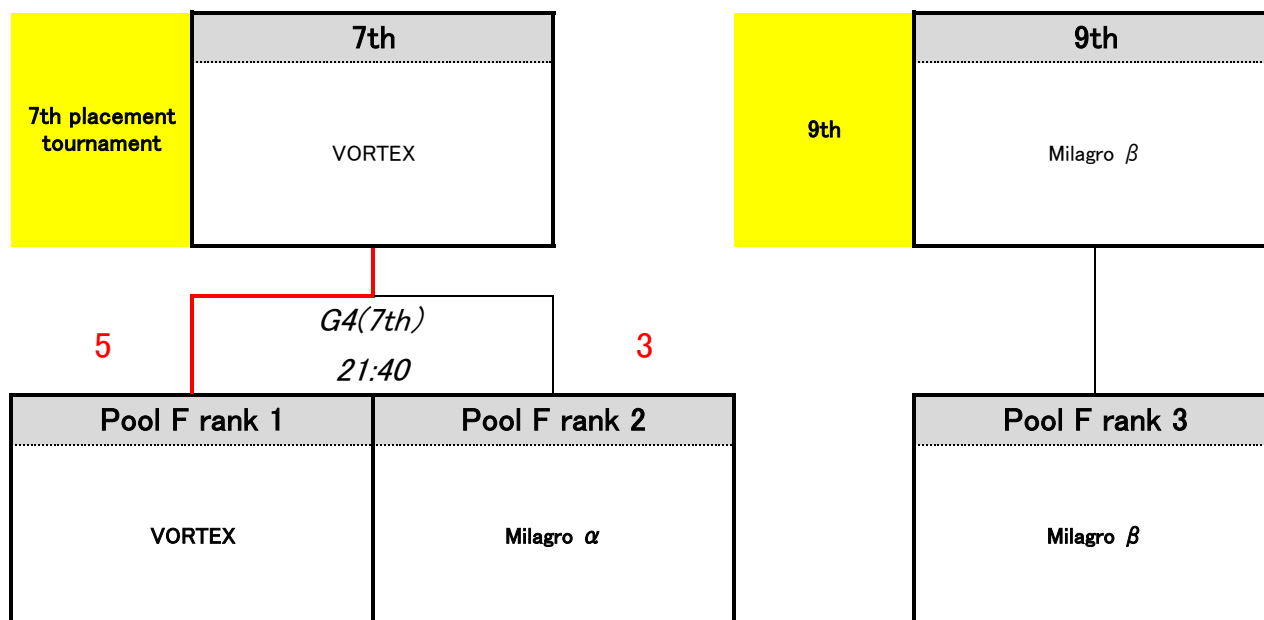 7th
9th
7th placement
tournament
VORTEX
9th
Milagro β
G4(7th)
5
3
21:40
Pool F rank 1
Pool F rank 2
Pool F rank 3
VORTEX
Milagro α
Milagro β